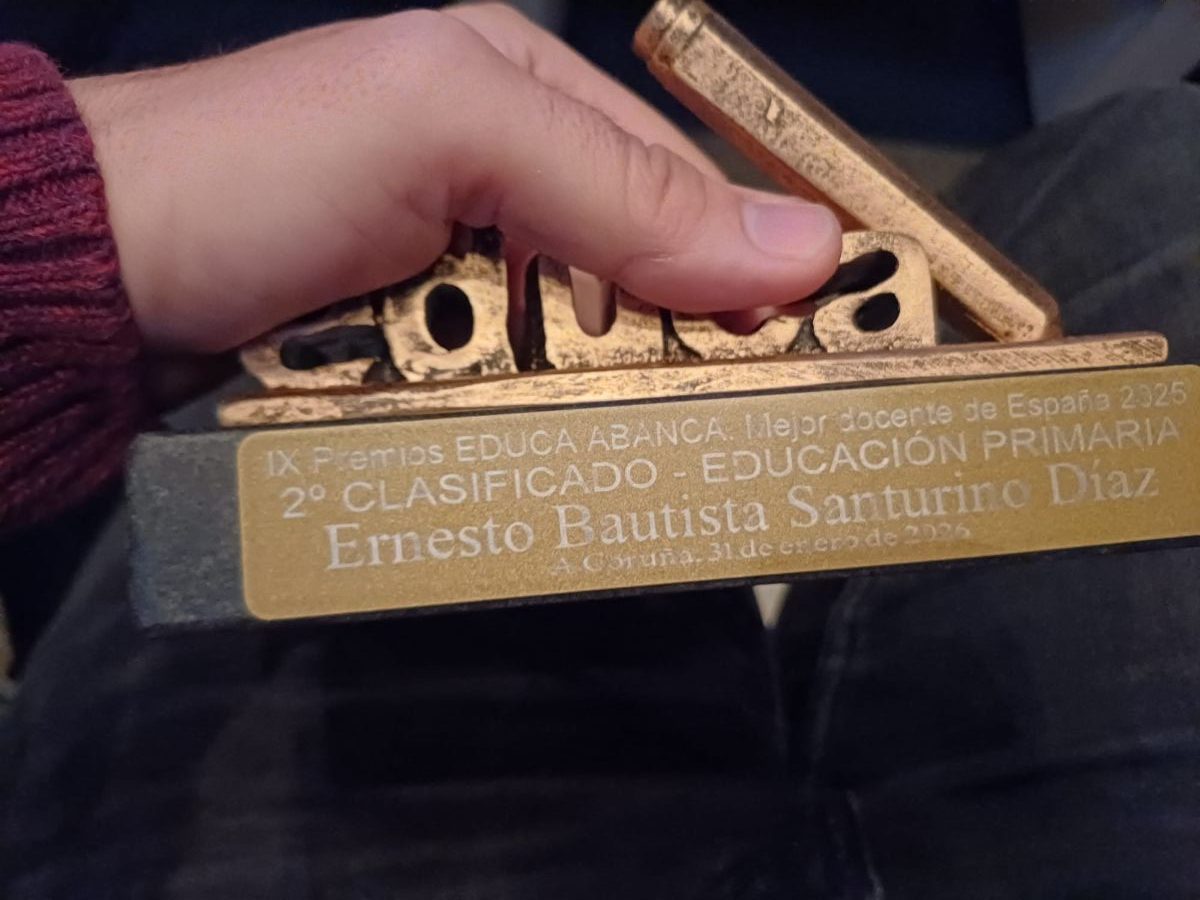 IX Premios EDUCA ABANCA. Mejor docente de España 2025
2º CLASIFICADO - EDUCACIÓN PRIMARIA
Ernesto Bautista Santurino Díaz
A Coruña, 31 de enero de 2026